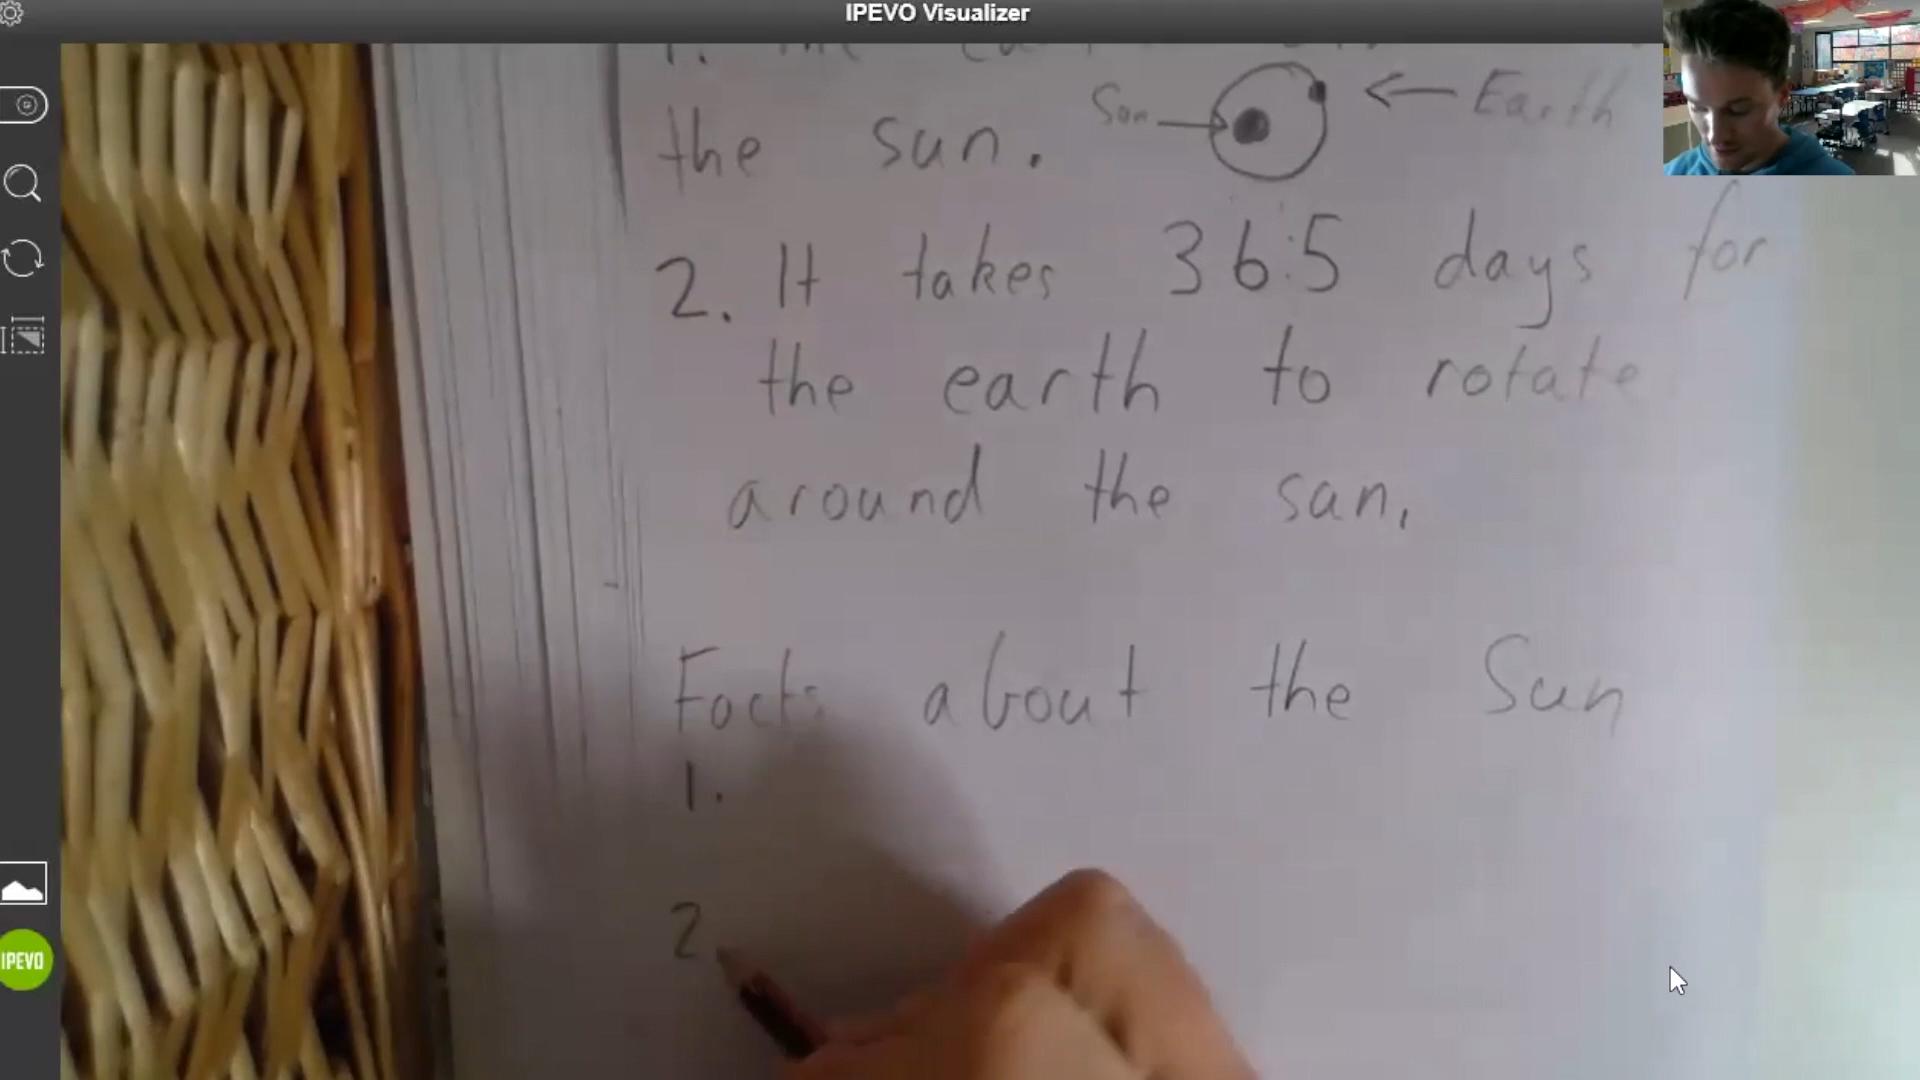 IPEVO Visualizer
the sun. Sun Earth
2. It takes 365 days for
the earth to rotate
around the sun.
Facts about the Sun
1.
2
IPEVO